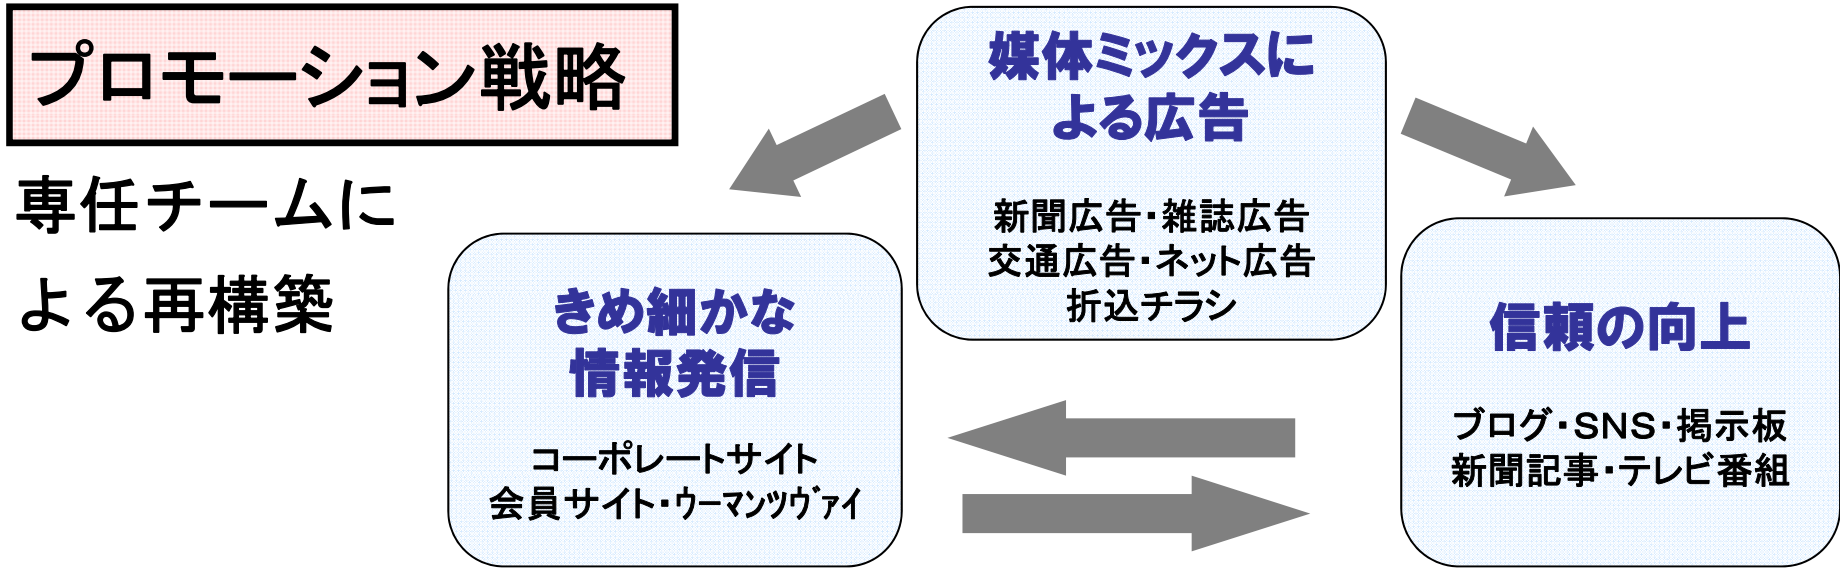 プロモーション戦略
専任チームに
よる再構築
媒体ミックスに
よる広告
新聞広告・雑誌広告
交通広告・ネット広告
折込チラシ
きめ細かな
情報発信
コーポレートサイト
会員サイト・ウーマンツヴァイ
信頼の向上
ブログ・SNS・掲示板
新聞記事・テレビ番組